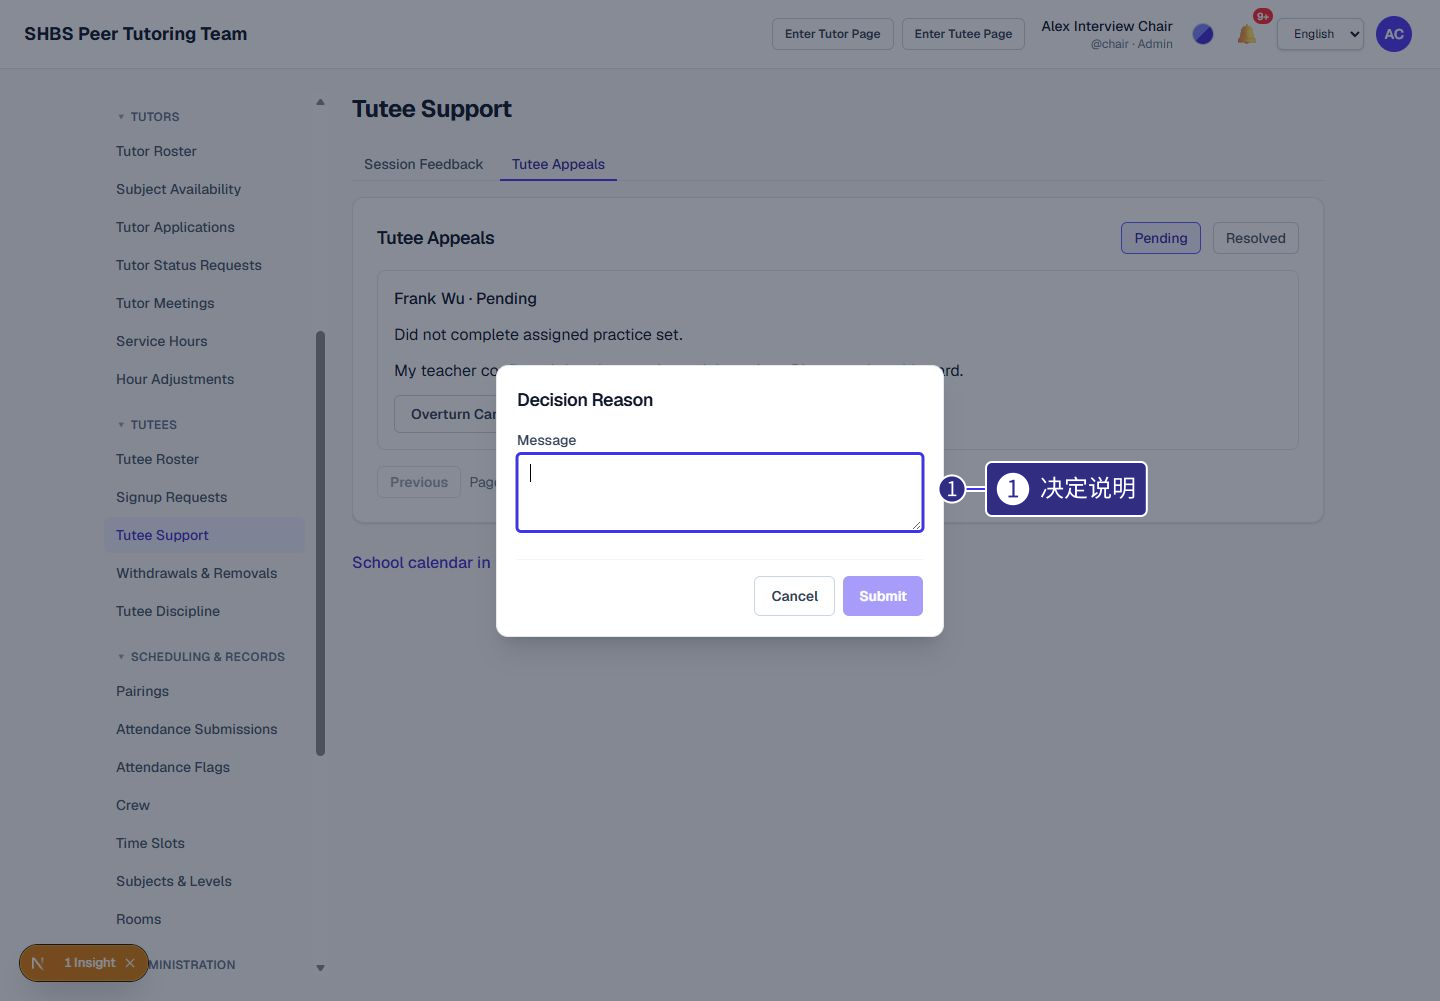 SHBS Peer Tutoring Team
Enter Tutor Page
Enter Tutee Page
Alex Interview Chair
@chair · Admin
9+
English
AC
TUTORS
Tutor Roster
Subject Availability
Tutor Applications
Tutor Status Requests
Tutor Meetings
Service Hours
Hour Adjustments
TUTEES
Tutee Roster
Signup Requests
Tutee Support
Withdrawals & Removals
Tutee Discipline
SCHEDULING & RECORDS
Pairings
Attendance Submissions
Attendance Flags
Crew
Time Slots
Subjects & Levels
Rooms
MINISTRATION
N
1 Insight
Tutee Support
Session Feedback
Tutee Appeals
Tutee Appeals
Pending
Resolved
Frank Wu · Pending
Did not complete assigned practice set.
My teacher
Overturn
Previous
School calendar in
Decision Reason
Message
1
1 决定说明
Cancel
Submit